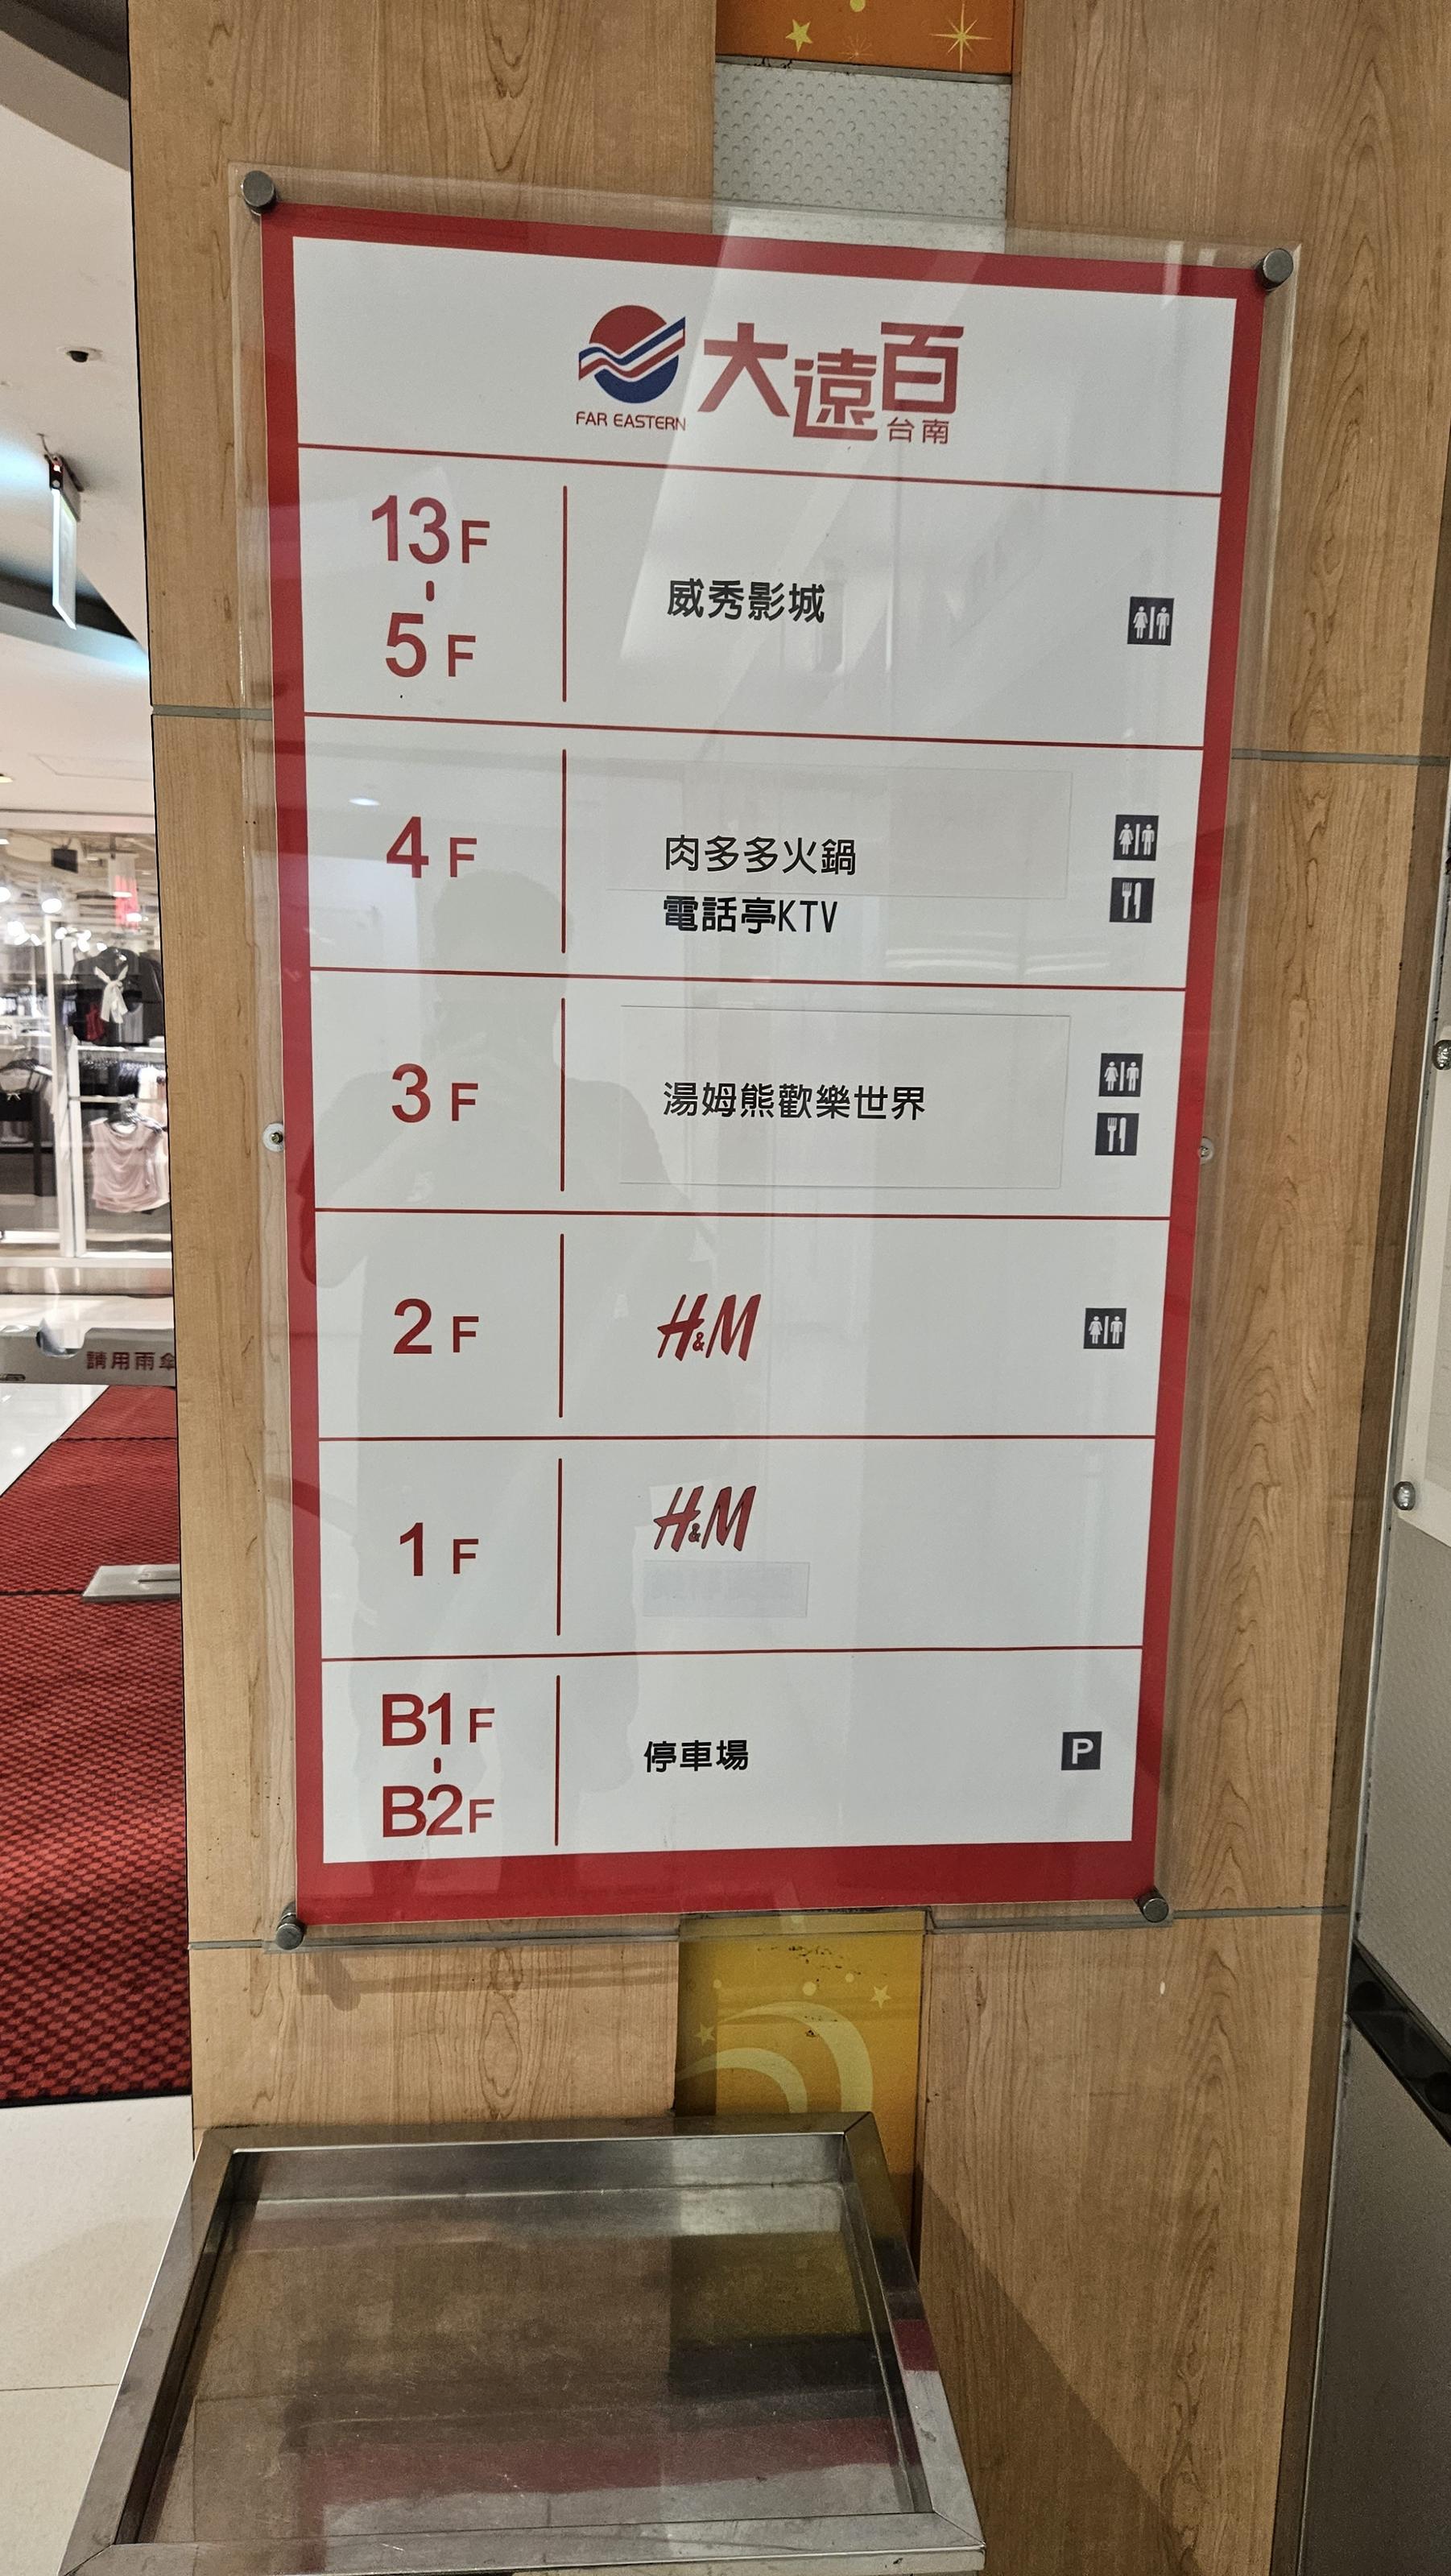 FAR EASTERN
大遠百
台南
13F
-
5F
威秀影城
4F
肉多多火鍋
電話亭KTV
3F
湯姆熊歡樂世界
2F
H&M
1F
H&M
B1F
-
B2F
停車場
P
請用雨傘